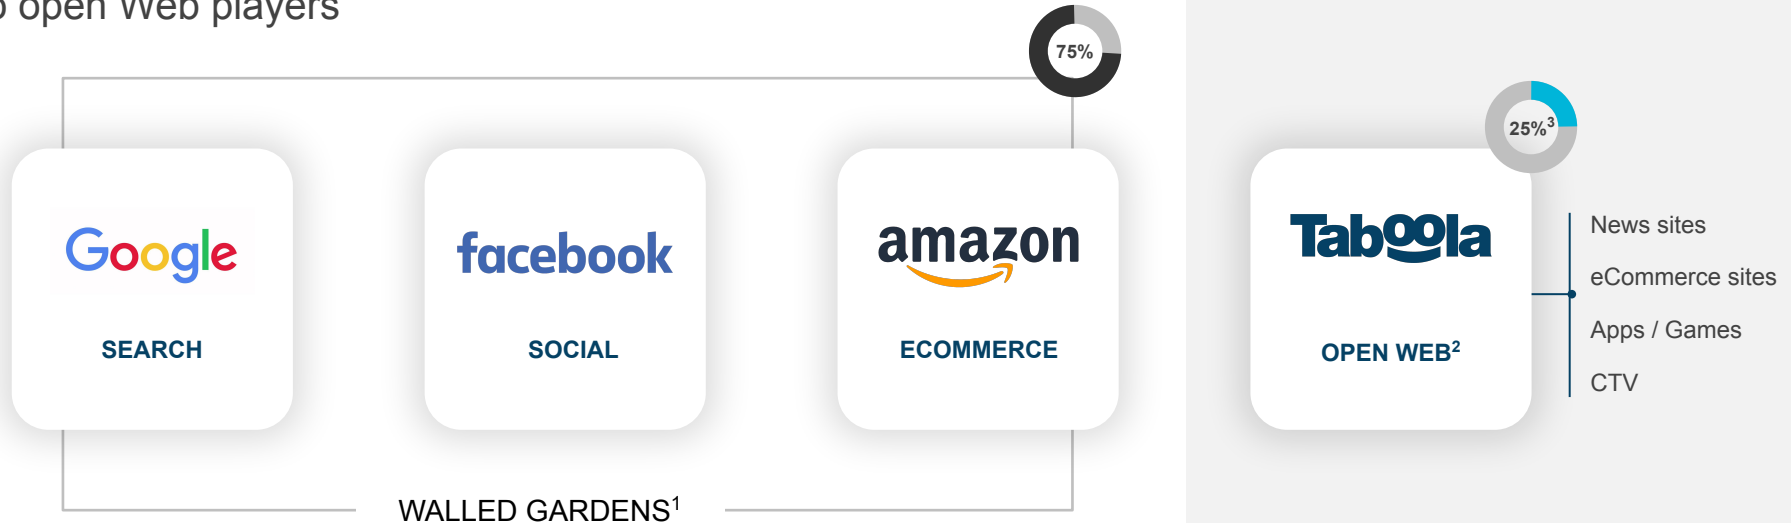 open Web players
75%
25%³
Google
facebook
amazon
Taboola
News sites
eCommerce sites
Apps / Games
CTV
SEARCH
SOCIAL
ECOMMERCE
OPEN WEB²
WALLED GARDENS¹